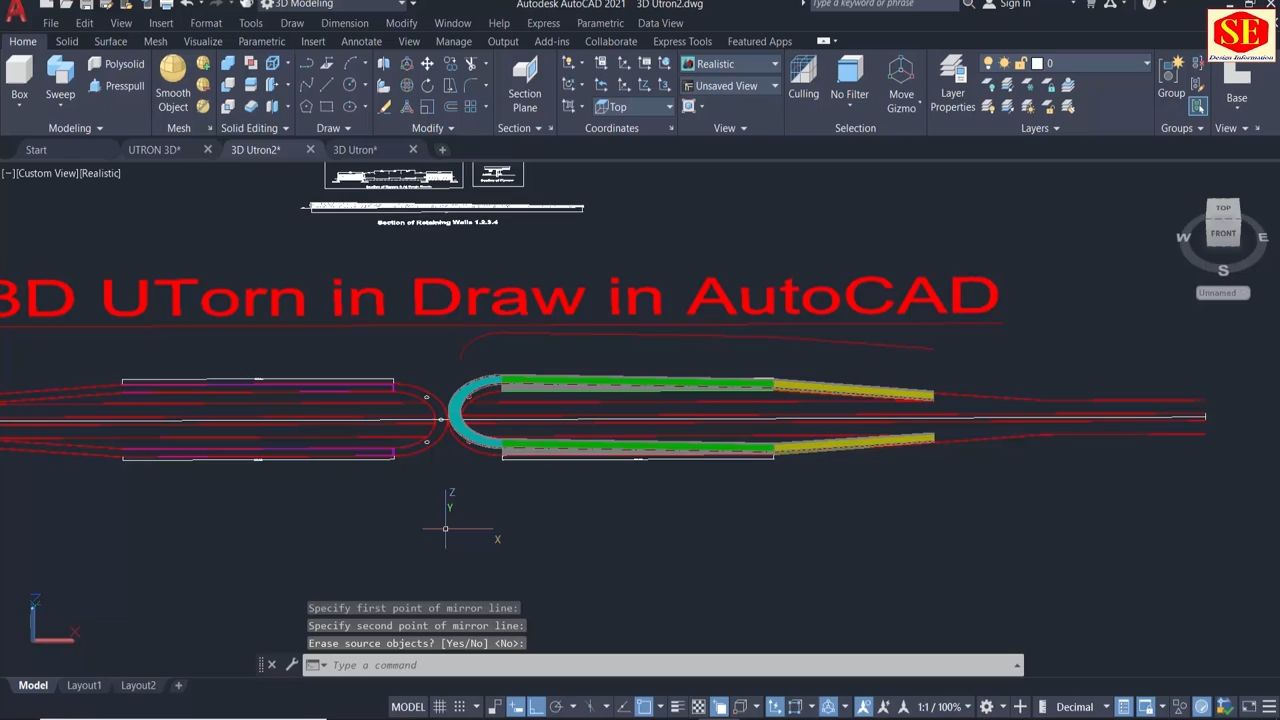 3D Modeling
Autodesk AutoCAD 2021 3D Utron2.dwg
Type a keyword or phrase
Sign In
File Edit View Insert Format Tools Draw Dimension Modify Window Help Express Parametric Data View
Home Solid Surface Mesh Visualize Parametric Insert Annotate View Manage Output Add-ins Collaborate Express Tools Featured Apps
SE
Design Information
Box
Sweep
Polysolid
Presspull
Smooth Object
Section Plane
Top
Realistic
Unsaved View
Culling
No Filter
Move Gizmo
Layer Properties
0
Group
Base
Modeling Mesh Solid Editing Draw Modify Section Coordinates View Selection Layers Groups View
Start UTRON 3D* 3D Utron2* 3D Utron*
[−][Custom View][Realistic]
Section of Retaining Walls 1.2.3.4
TOP
FRONT
W
E
S
Unnamed
3D UTorn in Draw in AutoCAD
Z
Y
X
Z
X
Specify first point of mirror line:
Specify second point of mirror line:
Erase source objects? [Yes/No] <No>:
Type a command
Model Layout1 Layout2
MODEL
1:1 / 100%
Decimal